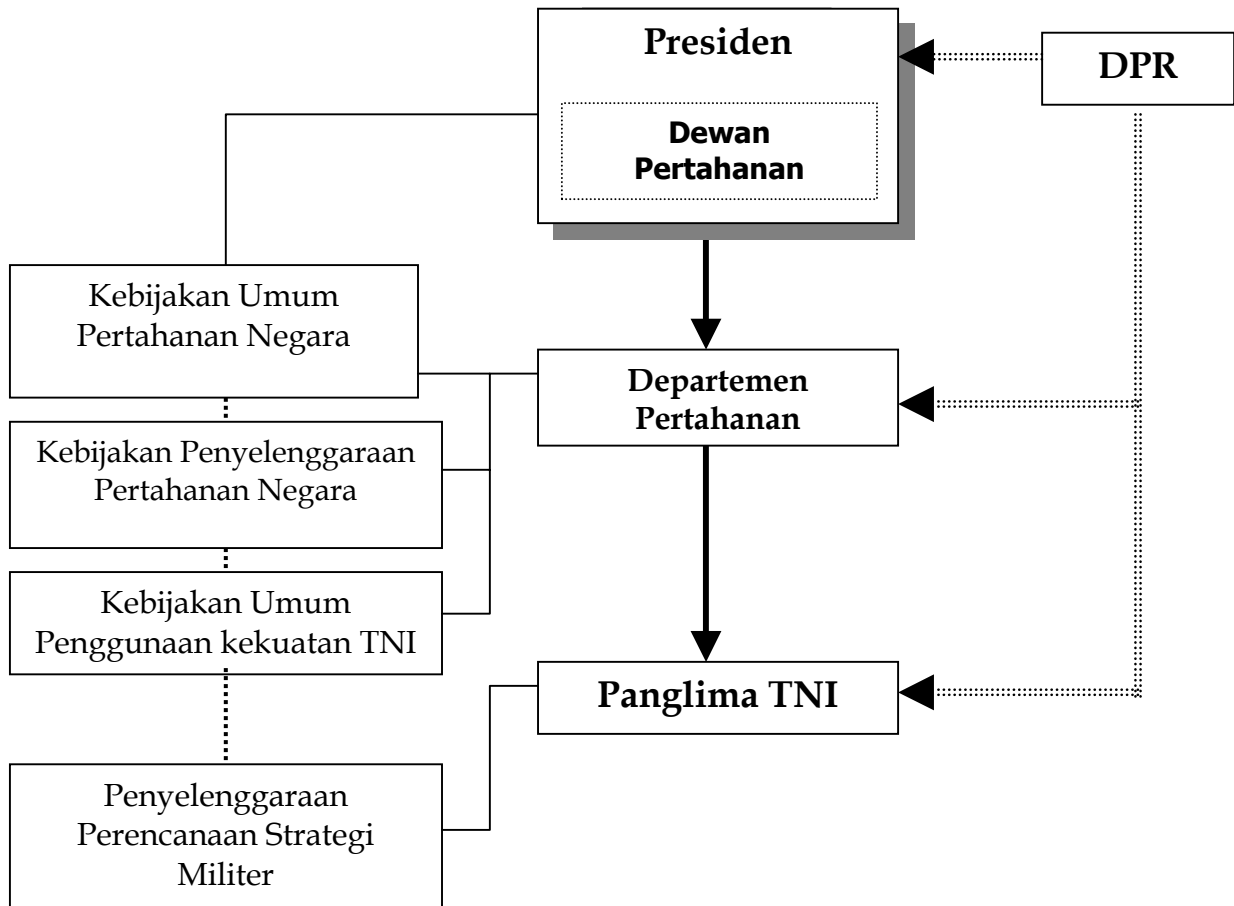 Presiden
DPR
Dewan
Pertahanan
Kebijakan Umum
Pertahanan Negara
Departemen
Pertahanan
Kebijakan Penyelenggaraan
Pertahanan Negara
Kebijakan Umum
Penggunaan kekuatan TNI
Panglima TNI
Penyelenggaraan
Perencanaan Strategi
Militer